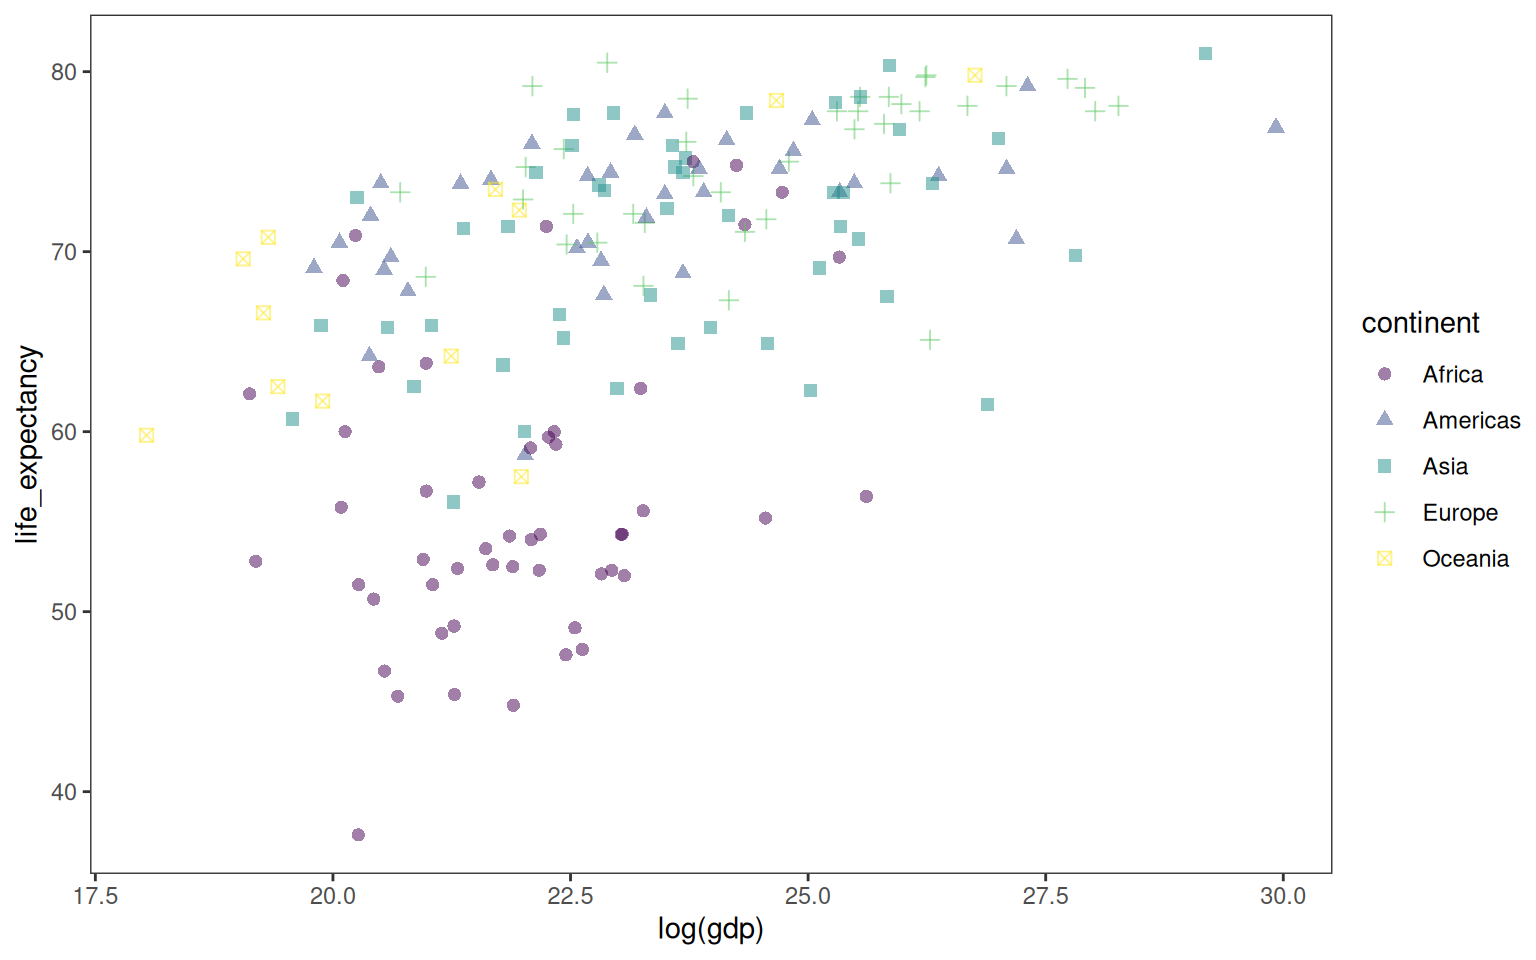 80
70
60
50
40
life_expectancy
17.5 20.0 22.5 25.0 27.5 30.0
log(gdp)
continent
Africa
Americas
Asia
Europe
Oceania